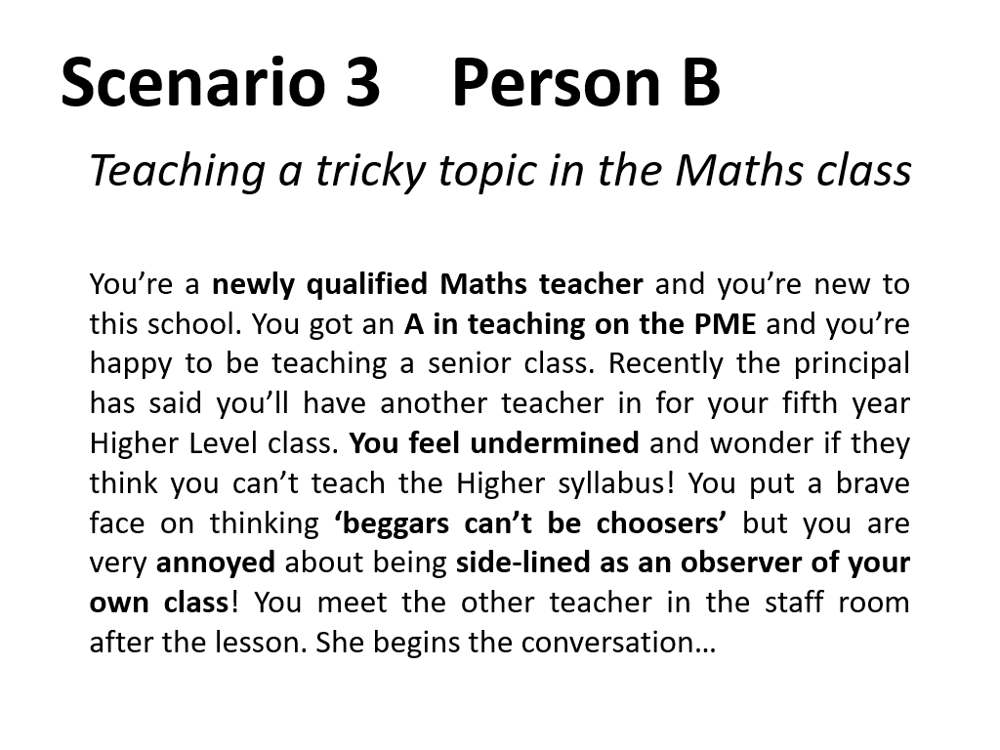 Scenario 3    Person B
Teaching a tricky topic in the Maths class
You’re a newly qualified Maths teacher and you’re new to
this school. You got an A in teaching on the PME and you’re
happy to be teaching a senior class. Recently the principal
has said you’ll have another teacher in for your fifth year
Higher Level class. You feel undermined and wonder if they
think you can’t teach the Higher syllabus! You put a brave
face on thinking ‘beggars can’t be choosers’ but you are
very annoyed about being side-lined as an observer of your
own class! You meet the other teacher in the staff room
after the lesson. She begins the conversation…